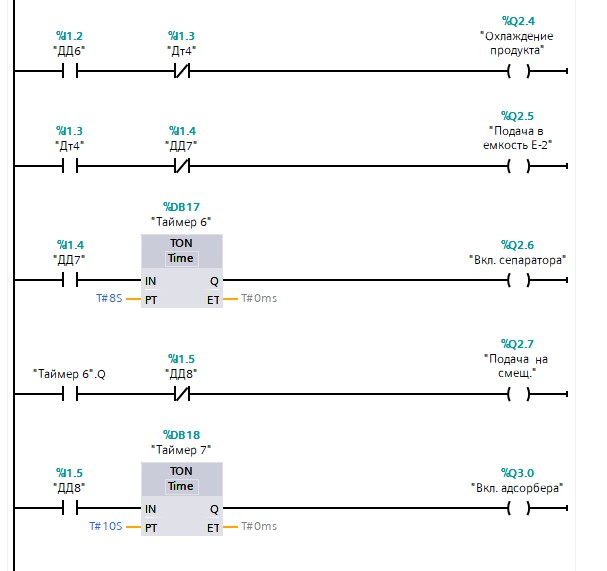 %I1.2 %I1.3 %Q2.4
"ДД6" "Дт4" "Охлаждение
продукта"
%I1.3 %I1.4 %Q2.5
"Дт4" "ДД7" "Подача в
емкость Е-2"
%DB17
"Таймер 6"
%I1.4 TON %Q2.6
"ДД7" Time "Вкл. сепаратора"
IN Q
T#8S PT ET T#0ms
%I1.5 %Q2.7
"Таймер 6".Q "ДД8" "Подача на
смещ."
%DB18
"Таймер 7"
%I1.5 TON %Q3.0
"ДД8" Time "Вкл. адсорбера"
IN Q
T#10S PT ET T#0ms